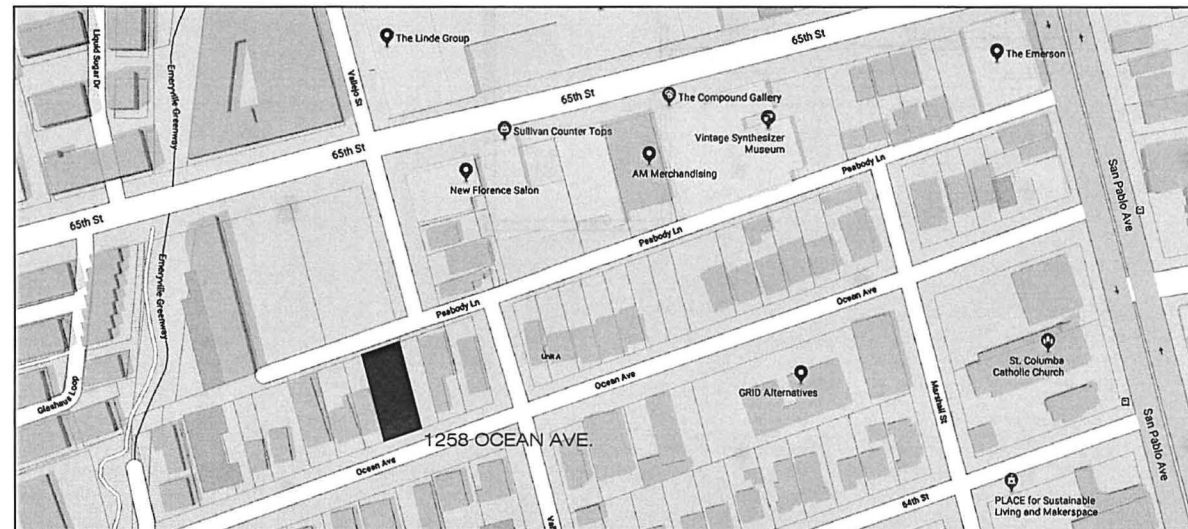 Liquid Sugar Dr
Emeryville Greenway
The Linde Group
Vallejo St
65th St
The Emerson
65th St
The Compound Gallery
Sullivan Counter Tops
Vintage Synthesizer
Museum
AM Merchandising
65th St
New Florence Salon
Peabody Ln
San Pablo Ave
65th St
Peabody Ln
Emeryville Greenway
Peabody Ln
Ocean Ave
Unit A
Glashaus Loop
Ocean Ave
St. Columba
Catholic Church
GRID Alternatives
Marshall St
San Pablo Ave
1258 OCEAN AVE.
Ocean Ave
64th St
PLACE for Sustainable
Living and Makerspace